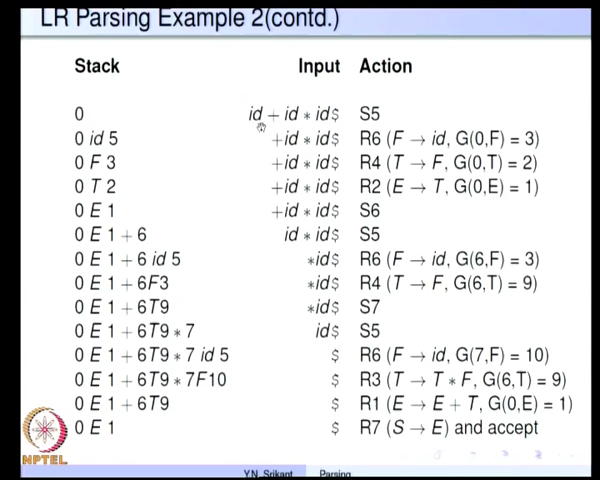 LR Parsing Example 2(contd.)
Stack Input Action
0 id + id * id$ S5
0 id 5 +id * id$ R6 (F → id, G(0,F) = 3)
0 F 3 +id * id$ R4 (T → F, G(0,T) = 2)
0 T 2 +id * id$ R2 (E → T, G(0,E) = 1)
0 E 1 +id * id$ S6
0 E 1 + 6 id * id$ S5
0 E 1 + 6 id 5 *id$ R6 (F → id, G(6,F) = 3)
0 E 1 + 6F3 *id$ R4 (T → F, G(6,T) = 9)
0 E 1 + 6T9 *id$ S7
0 E 1 + 6T9 * 7 id$ S5
0 E 1 + 6T9 * 7 id 5 $ R6 (F → id, G(7,F) = 10)
0 E 1 + 6T9 * 7F10 $ R3 (T → T * F, G(6,T) = 9)
0 E 1 + 6T9 $ R1 (E → E + T, G(0,E) = 1)
0 E 1 $ R7 (S → E) and accept
NPTEL
Y.N. Srikant Parsing